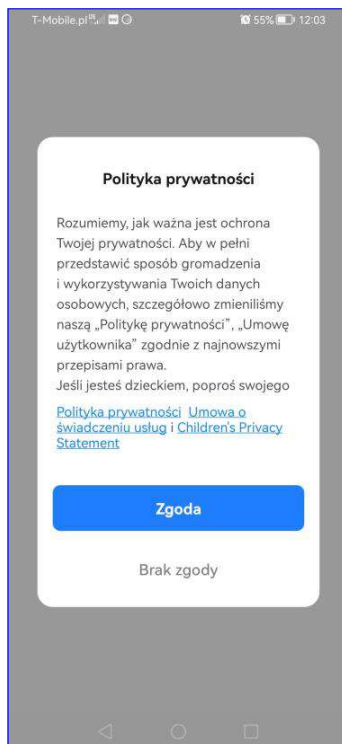 T-Mobile.pl 55% 12:03
Polityka prywatności
Rozumiemy, jak ważna jest ochrona
Twojej prywatności. Aby w pełni
przedstawić sposób gromadzenia
i wykorzystywania Twoich danych
osobowych, szczegółowo zmieniliśmy
naszą „Politykę prywatności”, „Umowę
użytkownika” zgodnie z najnowszymi
przepisami prawa.
Jeśli jesteś dzieckiem, poproś swojego
Polityka prywatności Umowa o
świadczeniu usług i Children's Privacy
Statement
Zgoda
Brak zgody